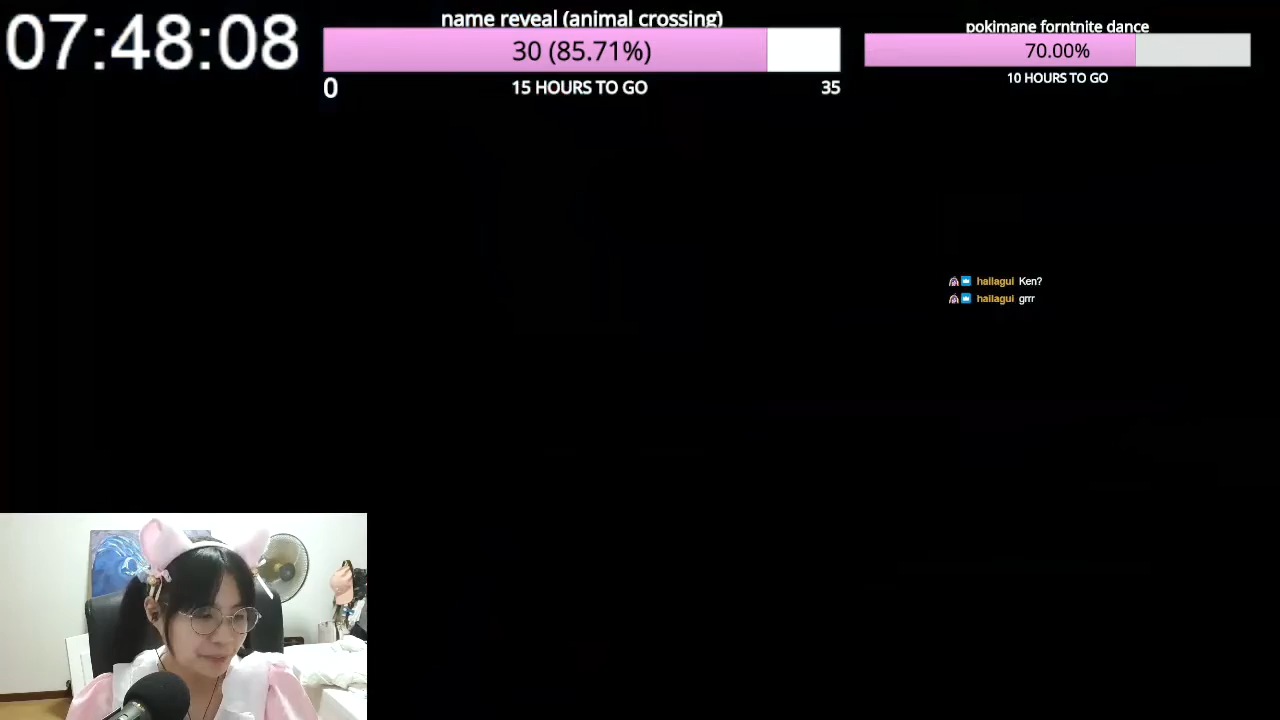 07:48:08
name reveal (animal crossing)
30 (85.71%)
0
15 HOURS TO GO
35
pokimane forntnite dance
70.00%
10 HOURS TO GO
hailagui Ken?
hailagui grrr